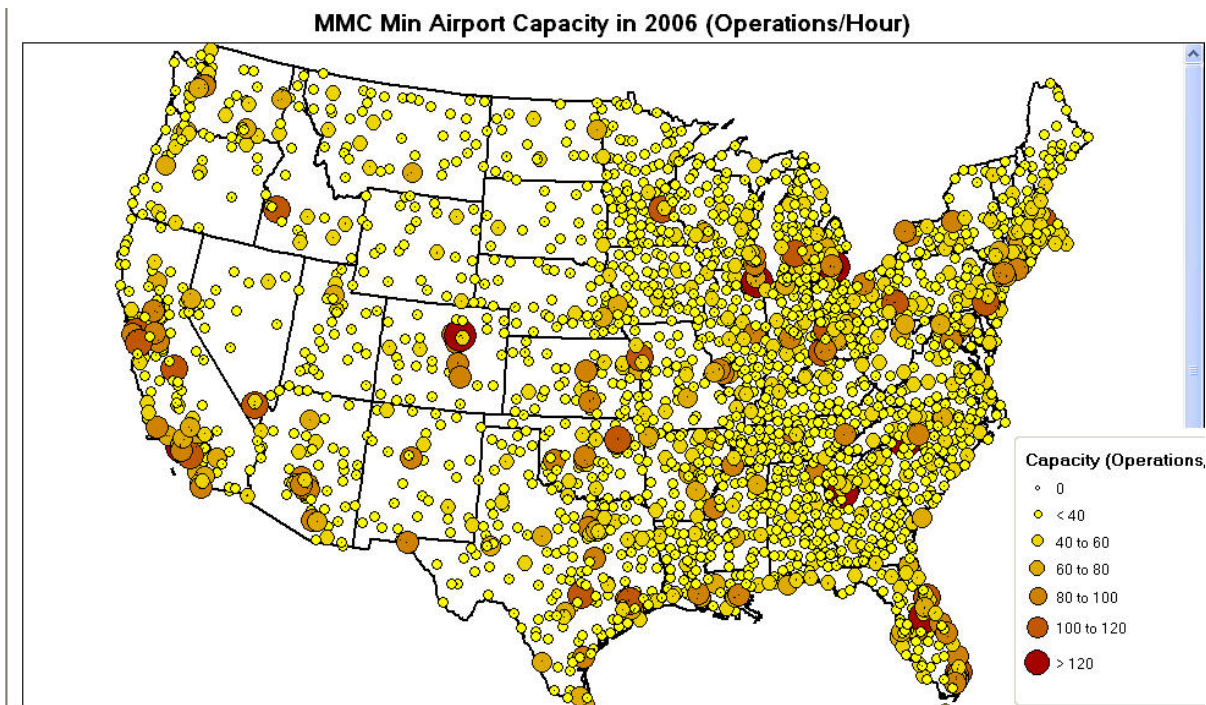 MMC Min Airport Capacity in 2006 (Operations/Hour)
Capacity (Operations,
0
< 40
40 to 60
60 to 80
80 to 100
100 to 120
> 120